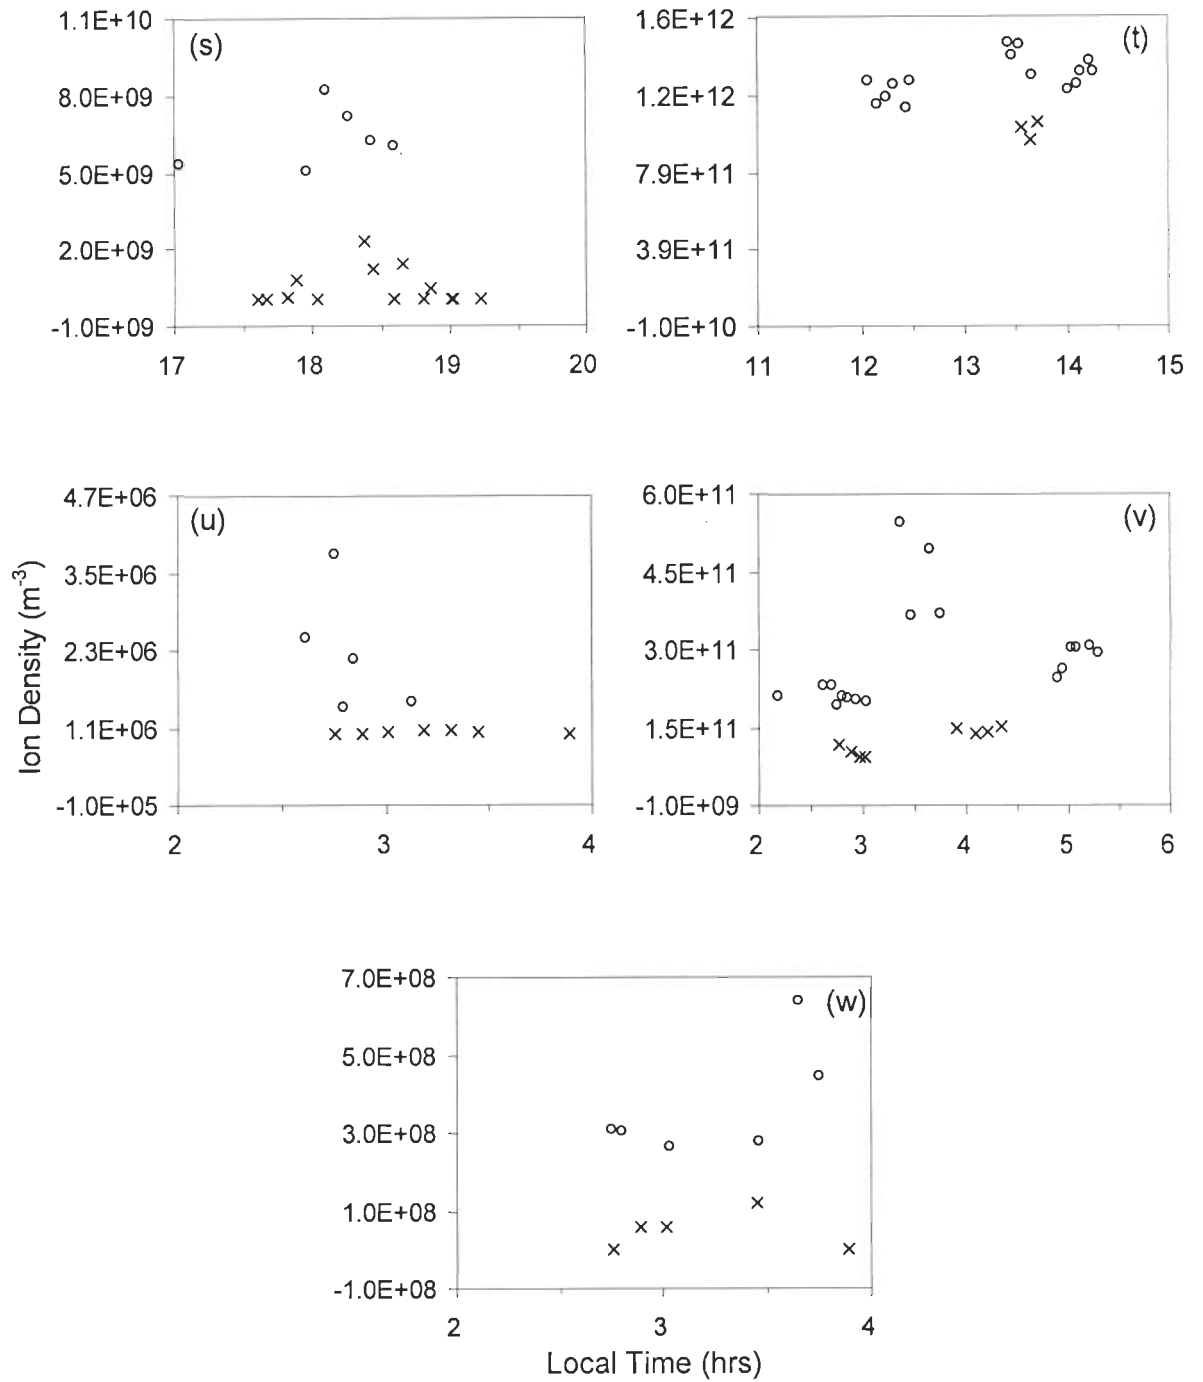 1.1E+10
8.0E+09
5.0E+09
2.0E+09
-1.0E+09
(s)
17 18 19 20
1.6E+12
1.2E+12
7.9E+11
3.9E+11
-1.0E+10
(t)
11 12 13 14 15
Ion Density (m⁻³)
4.7E+06
3.5E+06
2.3E+06
1.1E+06
-1.0E+05
(u)
2 3 4
6.0E+11
4.5E+11
3.0E+11
1.5E+11
-1.0E+09
(v)
2 3 4 5 6
7.0E+08
5.0E+08
3.0E+08
1.0E+08
-1.0E+08
(w)
2 3 4
Local Time (hrs)